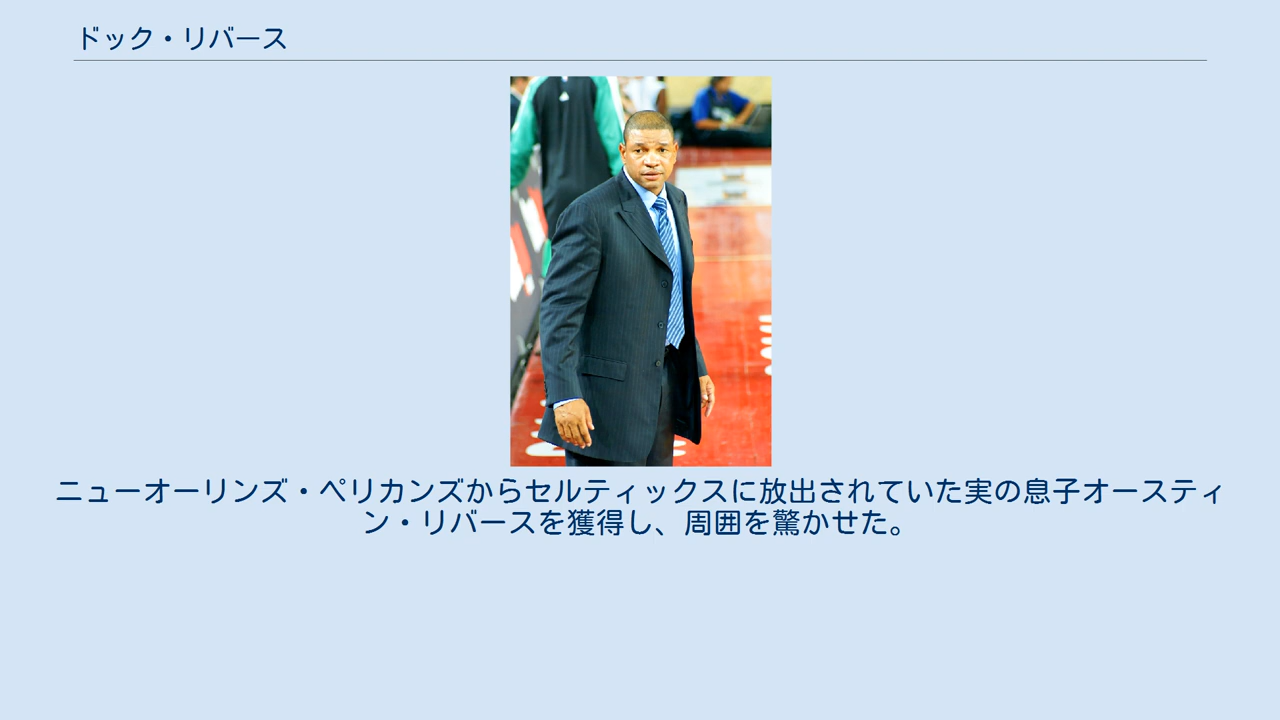 ドック・リバース
ニューオーリンズ・ペリカンズからセルティックスに放出されていた実の息子オースティ
ン・リバースを獲得し、周囲を驚かせた。